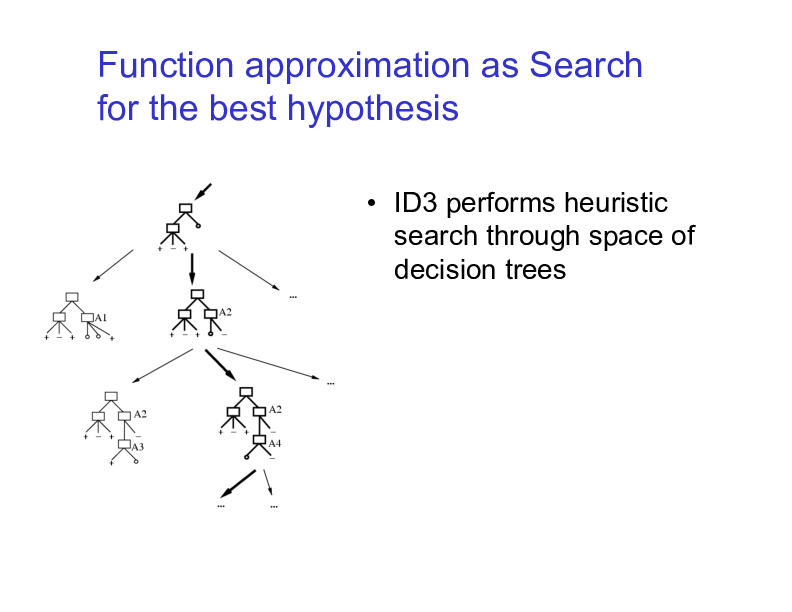 Function approximation as Search
for the best hypothesis
• ID3 performs heuristic
search through space of
decision trees
+ – +
...
A1
+ – + +
A2
+ – + –
...
A2
+ – + –
A3
+
A2
+ – + –
A4
–
... ...